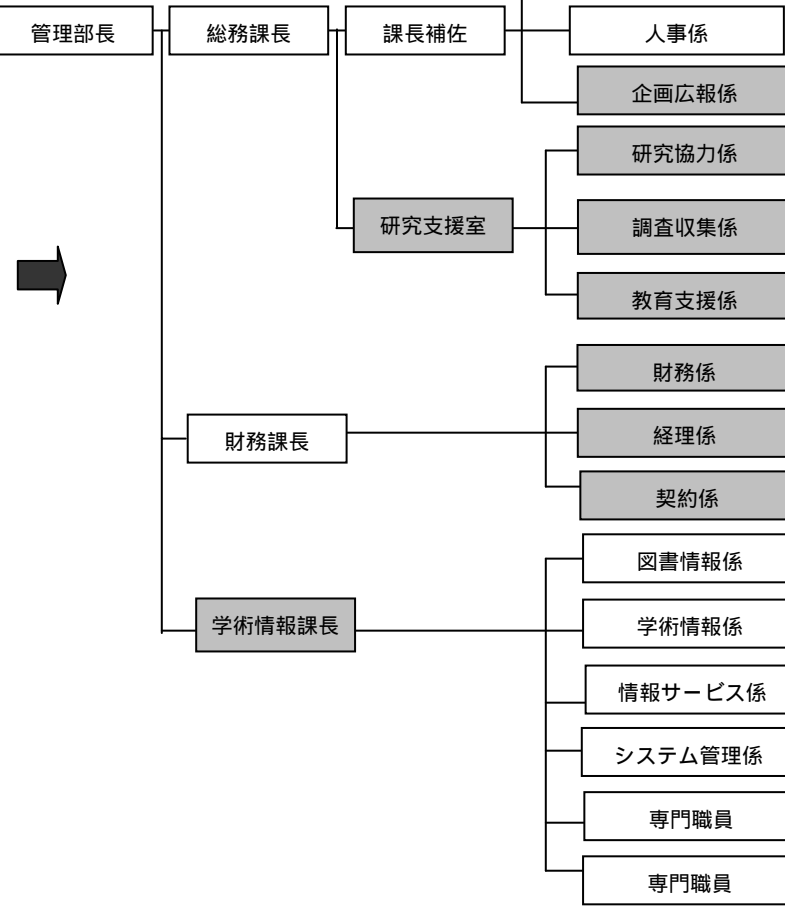 管理部長
総務課長
課長補佐
人事係
企画広報係
研究協力係
研究支援室
調査収集係
教育支援係
財務係
財務課長
経理係
契約係
図書情報係
学術情報課長
学術情報係
情報サービス係
システム管理係
専門職員
専門職員